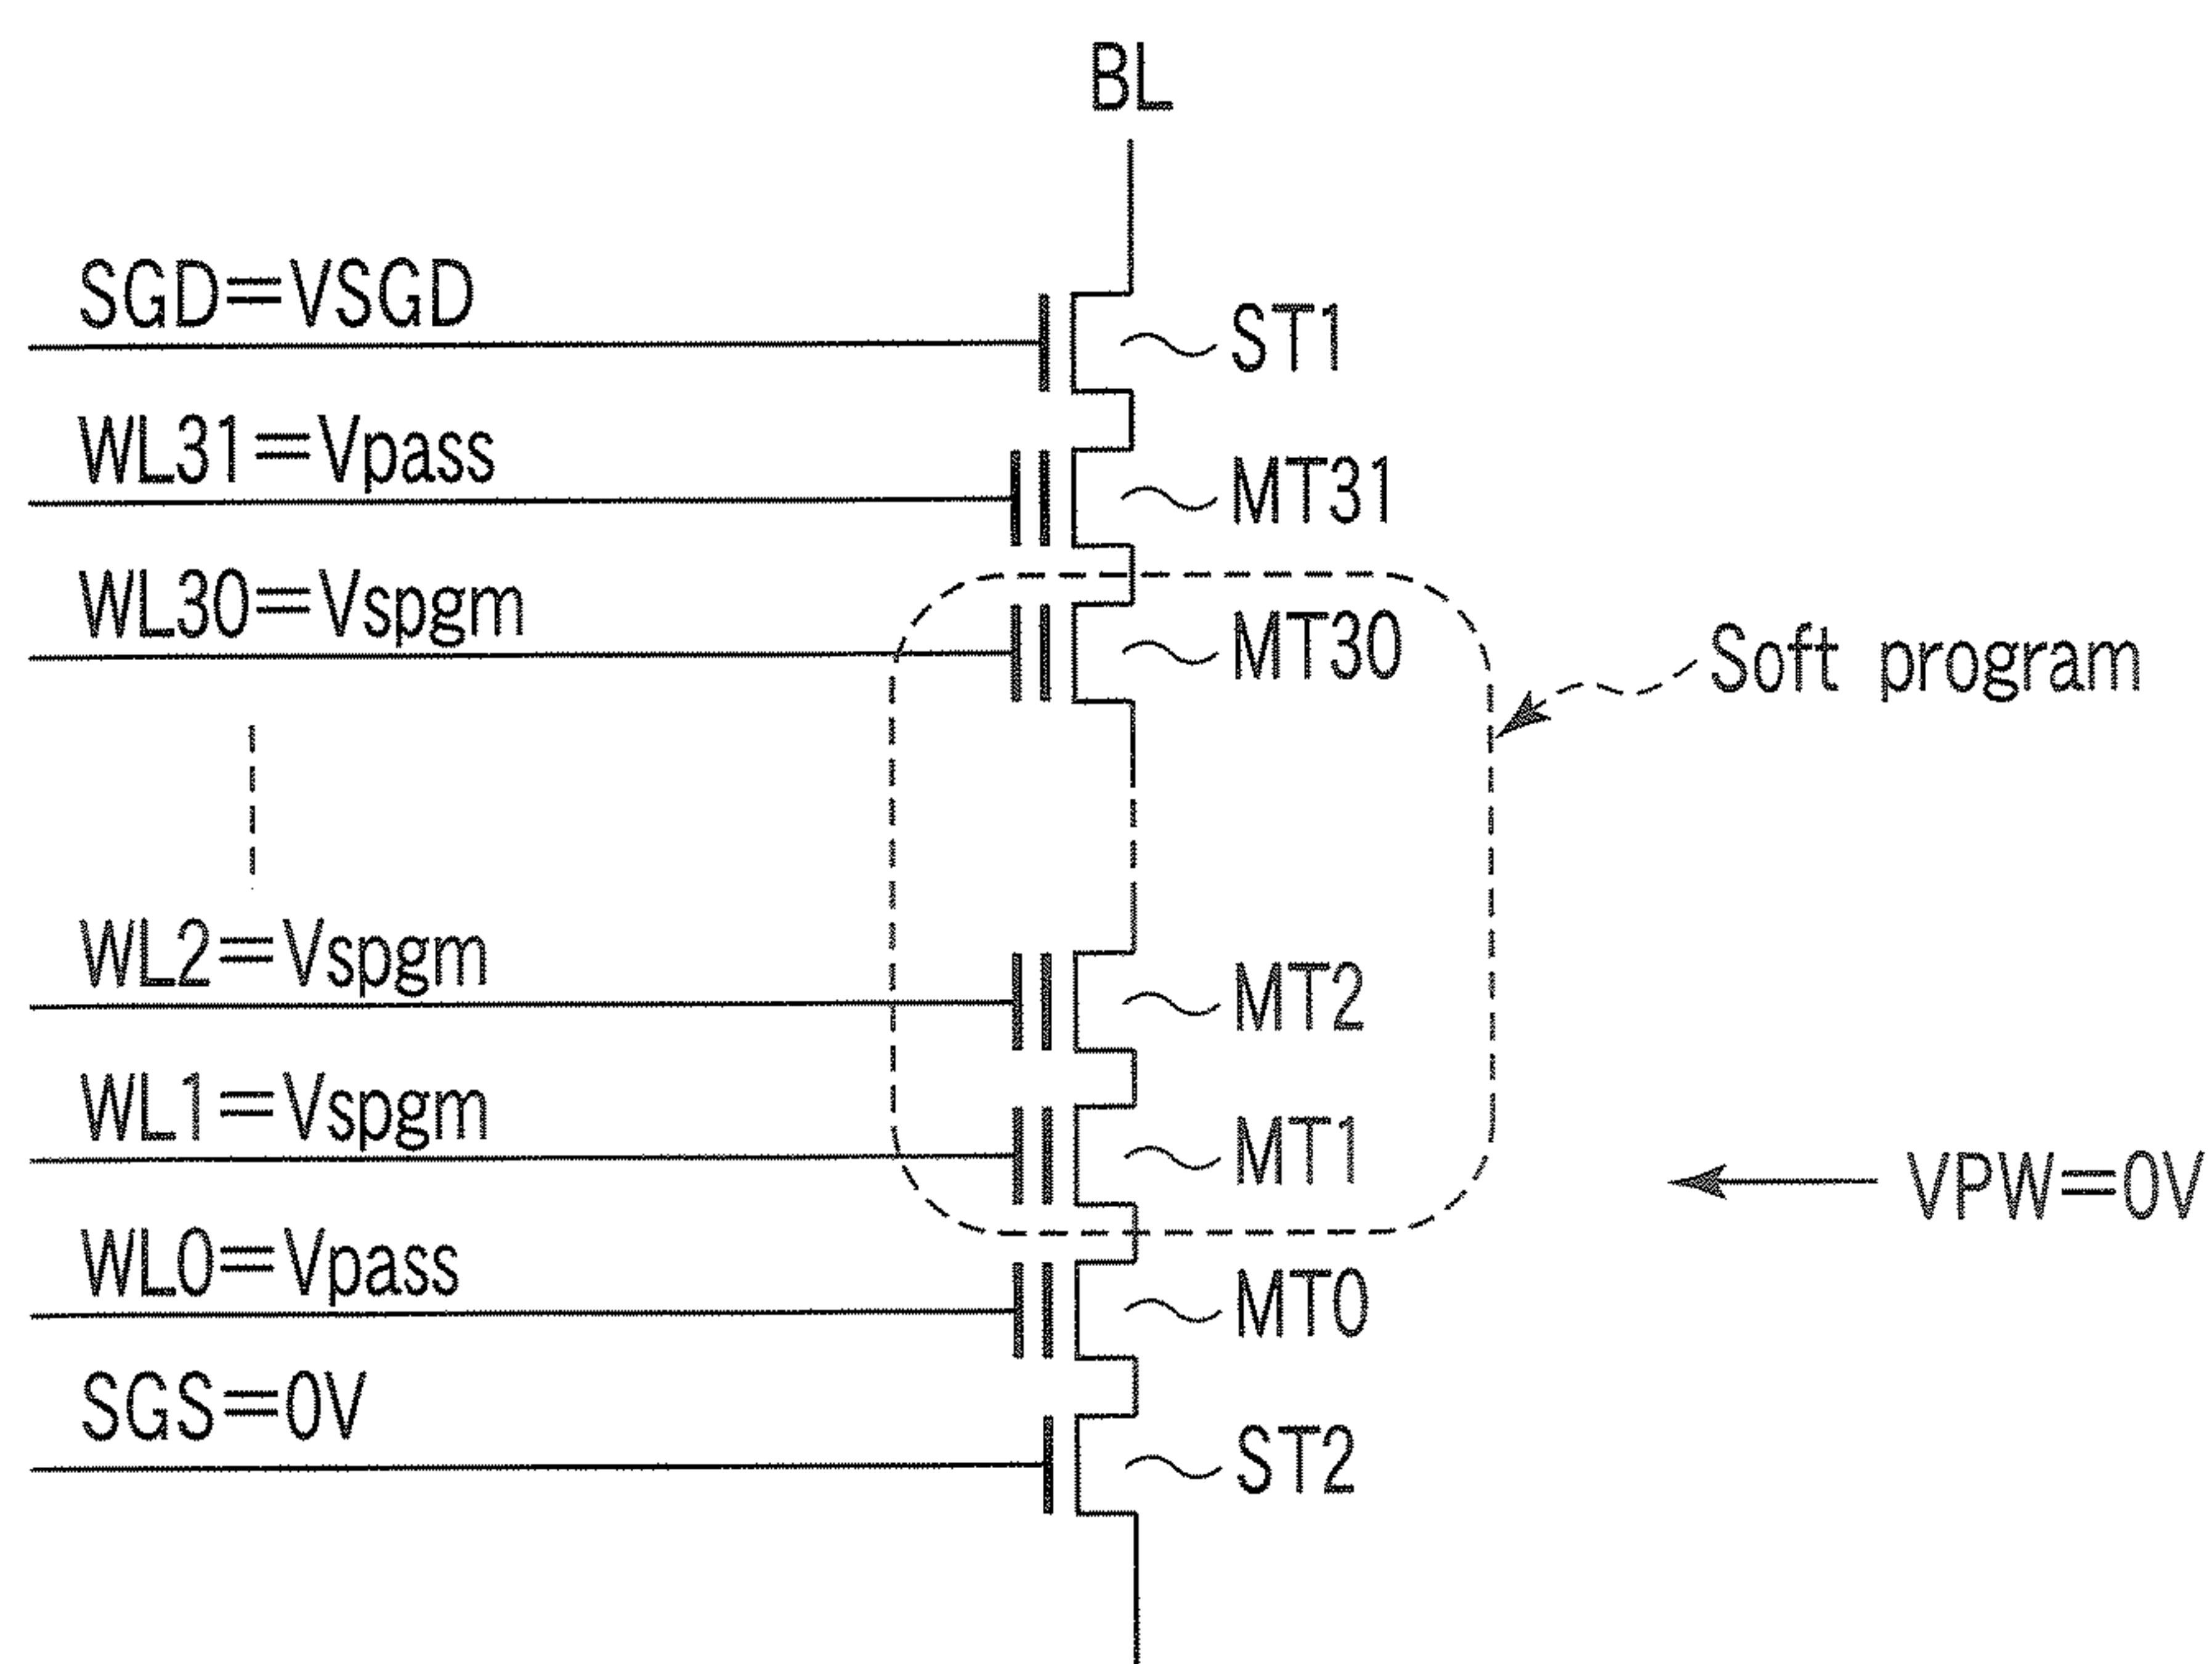 BL
SGD=VSGD
ST1
WL31=Vpass
MT31
WL30=Vspgm
MT30
Soft program
WL2=Vspgm
MT2
WL1=Vspgm
MT1
VPW=0V
WL0=Vpass
MT0
SGS=0V
ST2